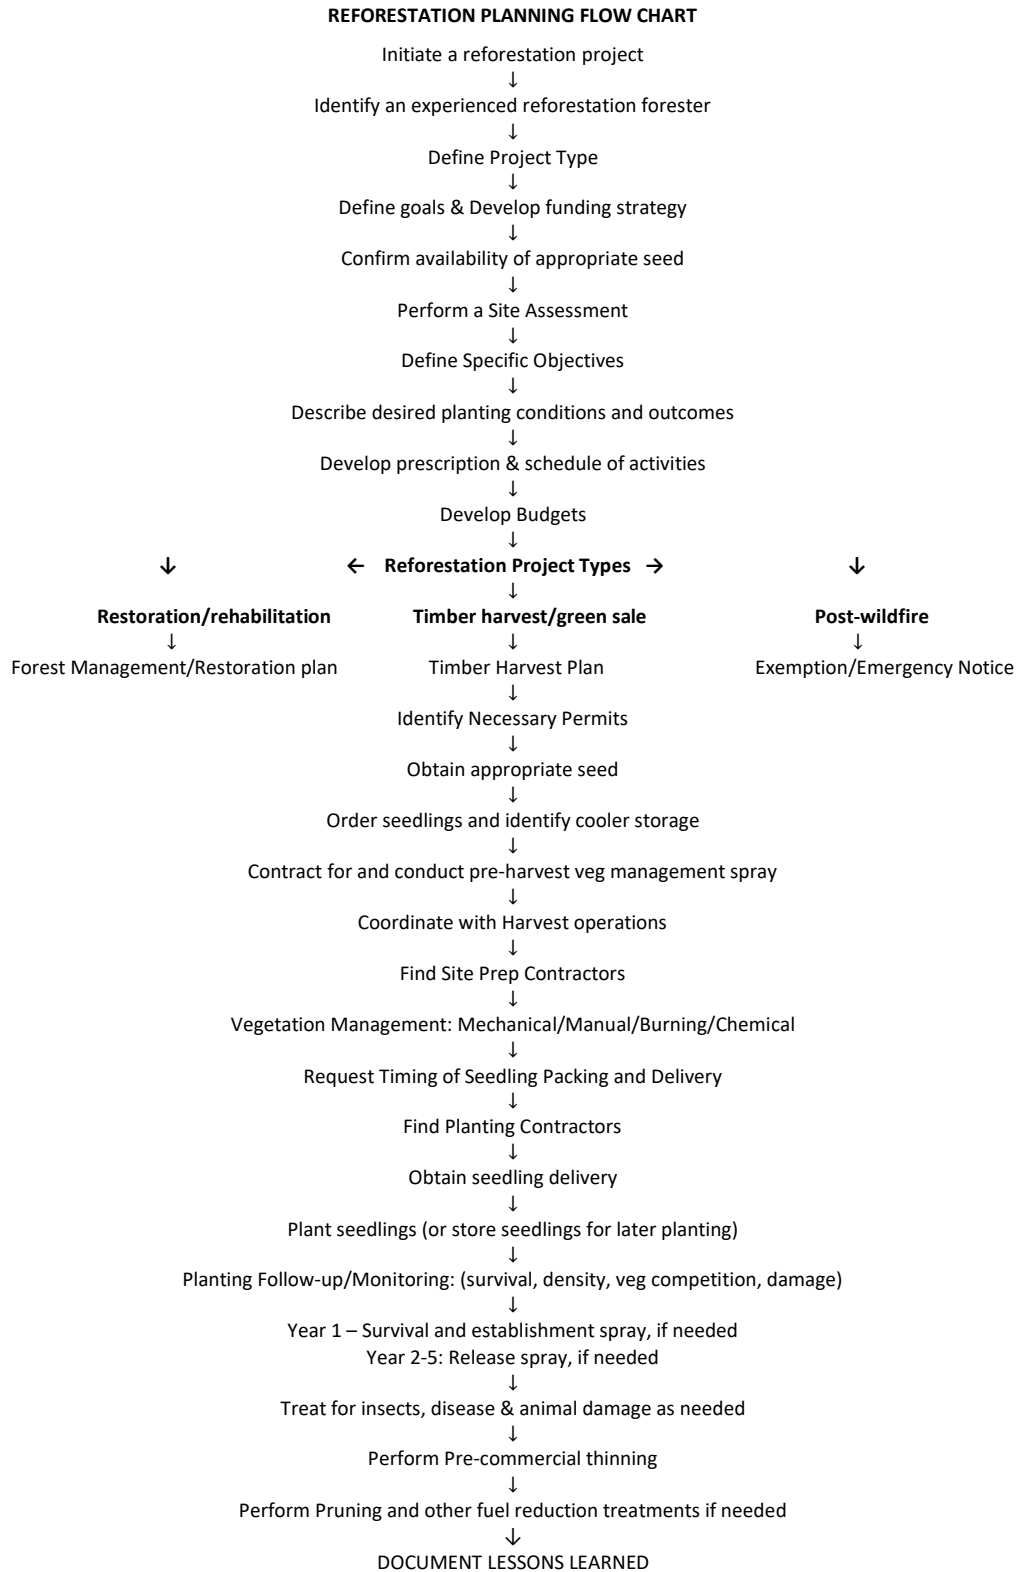 REFORESTATION PLANNING FLOW CHART
Initiate a reforestation project
↓
Identify an experienced reforestation forester
↓
Define Project Type
↓
Define goals & Develop funding strategy
↓
Confirm availability of appropriate seed
↓
Perform a Site Assessment
↓
Define Specific Objectives
↓
Describe desired planting conditions and outcomes
↓
Develop prescription & schedule of activities
↓
Develop Budgets
↓
↓ ← Reforestation Project Types → ↓
↓
Restoration/rehabilitation Timber harvest/green sale Post-wildfire
↓ ↓ ↓
Forest Management/Restoration plan Timber Harvest Plan Exemption/Emergency Notice
↓
Identify Necessary Permits
↓
Obtain appropriate seed
↓
Order seedlings and identify cooler storage
↓
Contract for and conduct pre-harvest veg management spray
↓
Coordinate with Harvest operations
↓
Find Site Prep Contractors
↓
Vegetation Management: Mechanical/Manual/Burning/Chemical
↓
Request Timing of Seedling Packing and Delivery
↓
Find Planting Contractors
↓
Obtain seedling delivery
↓
Plant seedlings (or store seedlings for later planting)
↓
Planting Follow-up/Monitoring: (survival, density, veg competition, damage)
↓
Year 1 – Survival and establishment spray, if needed
Year 2-5: Release spray, if needed
↓
Treat for insects, disease & animal damage as needed
↓
Perform Pre-commercial thinning
↓
Perform Pruning and other fuel reduction treatments if needed
↓
DOCUMENT LESSONS LEARNED